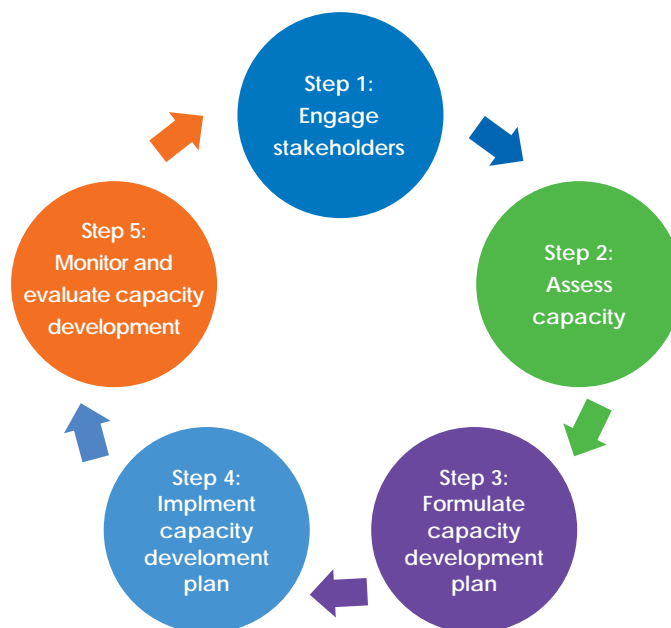 Step 1:
Engage
stakeholders
Step 2:
Assess
capacity
Step 3:
Formulate
capacity
development
plan
Step 4:
Implment
capacity
develoment
plan
Step 5:
Monitor and
evaluate capacity
development